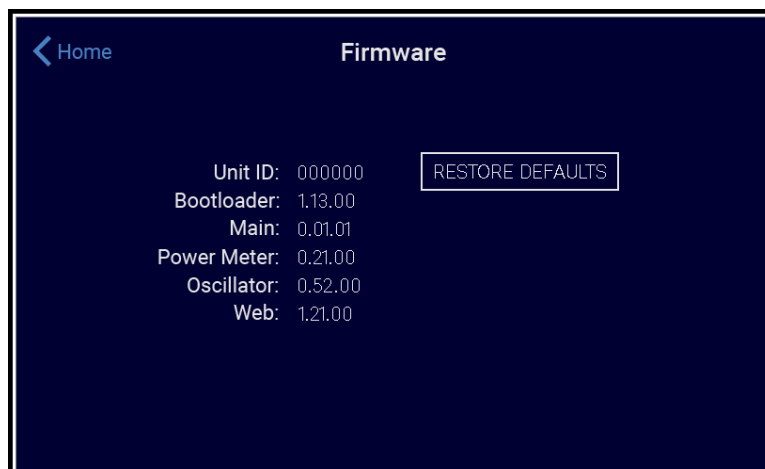 Home
Firmware
Unit ID: 000000
RESTORE DEFAULTS
Bootloader: 1.13.00
Main: 0.01.01
Power Meter: 0.21.00
Oscillator: 0.52.00
Web: 1.21.00